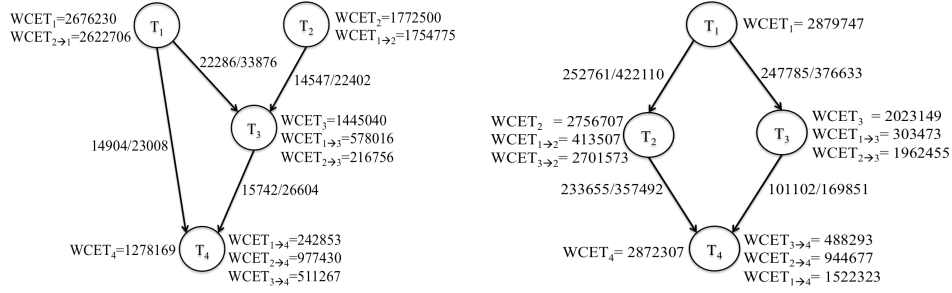 WCET₁=2676230
WCET₂→₁=2622706
T₁
T₂
WCET₂=1772500
WCET₁→₂=1754775
22286/33876
14547/22402
T₃
WCET₃=1445040
WCET₁→₃=578016
WCET₂→₃=216756
14904/23008
15742/26604
WCET₄=1278169
T₄
WCET₁→₄=242853
WCET₂→₄=977430
WCET₃→₄=511267
T₁
WCET₁= 2879747
252761/422110
247785/376633
WCET₂ = 2756707
WCET₁→₂= 413507
WCET₃→₂= 2701573
T₂
T₃
WCET₃ = 2023149
WCET₁→₃= 303473
WCET₂→₃= 1962455
233655/357492
101102/169851
WCET₄= 2872307
T₄
WCET₃→₄= 488293
WCET₂→₄= 944677
WCET₁→₄= 1522323